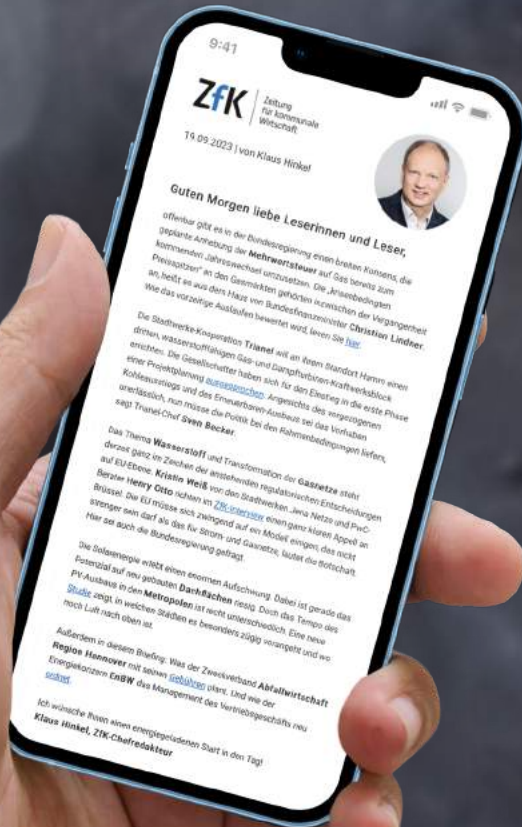 9:41
ZfK
Zeitung
für kommunale
Wirtschaft
19.09.2023 | von Klaus Hinkel
Guten Morgen liebe Leserinnen und Leser,
offenbar gibt es in der Bundesregierung einen breiten Konsens, die
geplante Anhebung der Mehrwertsteuer auf Gas bereits zum
kommenden Jahreswechsel umzusetzen. Die „krisenbedingten
Preisspitzen" an den Gasmärkten gehörten inzwischen der Vergangenheit
an, heißt es aus dem Haus von Bundesfinanzminister Christian Lindner.
Wie das vorzeitige Auslaufen bewertet wird, lesen Sie hier.
Die Stadtwerke-Kooperation Trianel will an ihrem Standort Hamm einen
dritten, wasserstofffähigen Gas- und Dampfturbinen-Kraftwerksblock
errichten. Die Gesellschafter haben sich für den Einstieg in die erste Phase
einer Projektplanung ausgesprochen. Angesichts des vorgezogenen
Kohleausstiegs und des Erneuerbaren-Ausbaus sei das Vorhaben
unerlässlich, nun müsse die Politik bei den Rahmenbedingungen liefern,
sagt Trianel-Chef Sven Becker.
Das Thema Wasserstoff und Transformation der Gasnetze steht
derzeit ganz im Zeichen der anstehenden regulatorischen Entscheidungen
auf EU-Ebene. Kristin Weiß von den Stadtwerken Jena Netze und PwC-
Berater Henry Otto richten im ZfK-Interview einen ganz klaren Appell an
Brüssel. Die EU müsse sich zwingend auf ein Modell einigen, das nicht
strenger sein darf als das für Strom- und Gasnetze, lautet die Botschaft.
Hier sei auch die Bundesregierung gefragt.
Die Solarenergie erlebt einen enormen Aufschwung. Dabei ist gerade das
Potenzial auf neu gebauten Dachflächen riesig. Doch das Tempo des
PV-Ausbaus in den Metropolen ist recht unterschiedlich. Eine neue
Studie zeigt, in welchen Städten es besonders zügig vorangeht und wo
noch Luft nach oben ist.
Außerdem in diesem Briefing: Was der Zweckverband Abfallwirtschaft
Region Hannover mit seinen Gebühren plant. Und wie der
Energiekonzern EnBW das Management des Vertriebsgeschäfts neu
ordnet.
Ich wünsche Ihnen einen energiegeladenen Start in den Tag!
Klaus Hinkel, ZfK-Chefredakteur